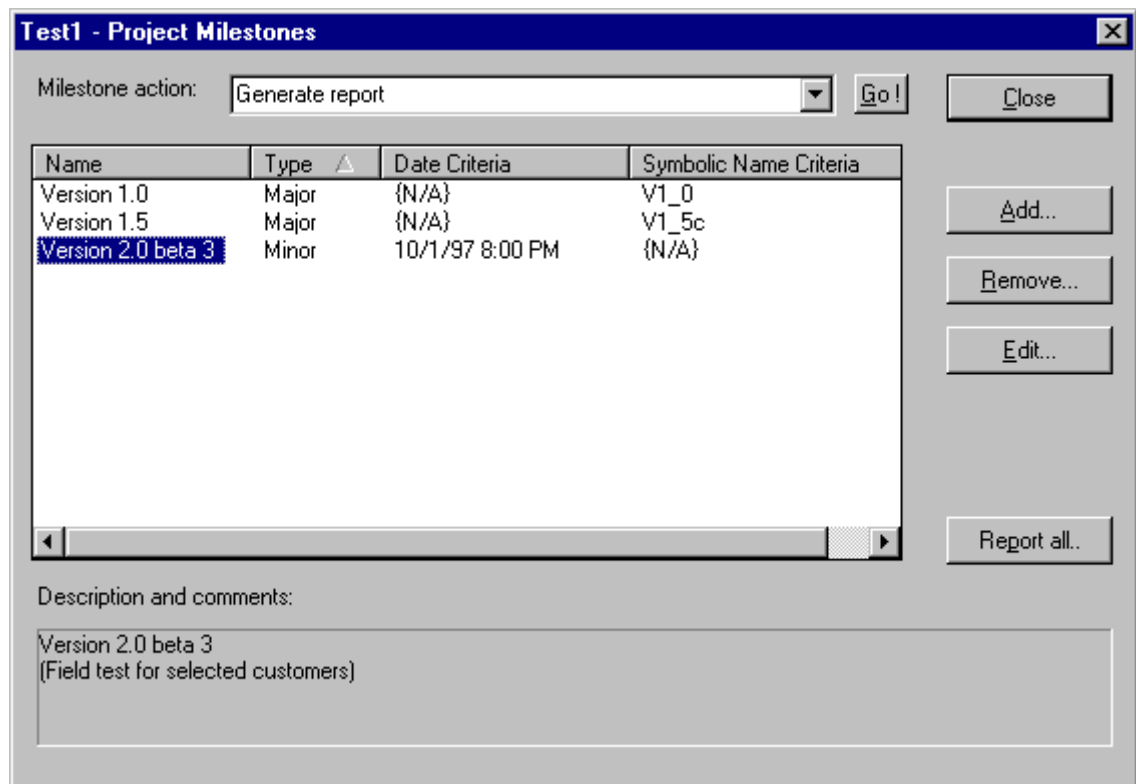 Test1 - Project Milestones
Milestone action: Generate report Go! Close
Name Type Date Criteria Symbolic Name Criteria
Version 1.0 Major {N/A} V1_0
Version 1.5 Major {N/A} V1_5c
Version 2.0 beta 3 Minor 10/1/97 8:00 PM {N/A}
Add...
Remove...
Edit...
Report all..
Description and comments:
Version 2.0 beta 3
(Field test for selected customers)